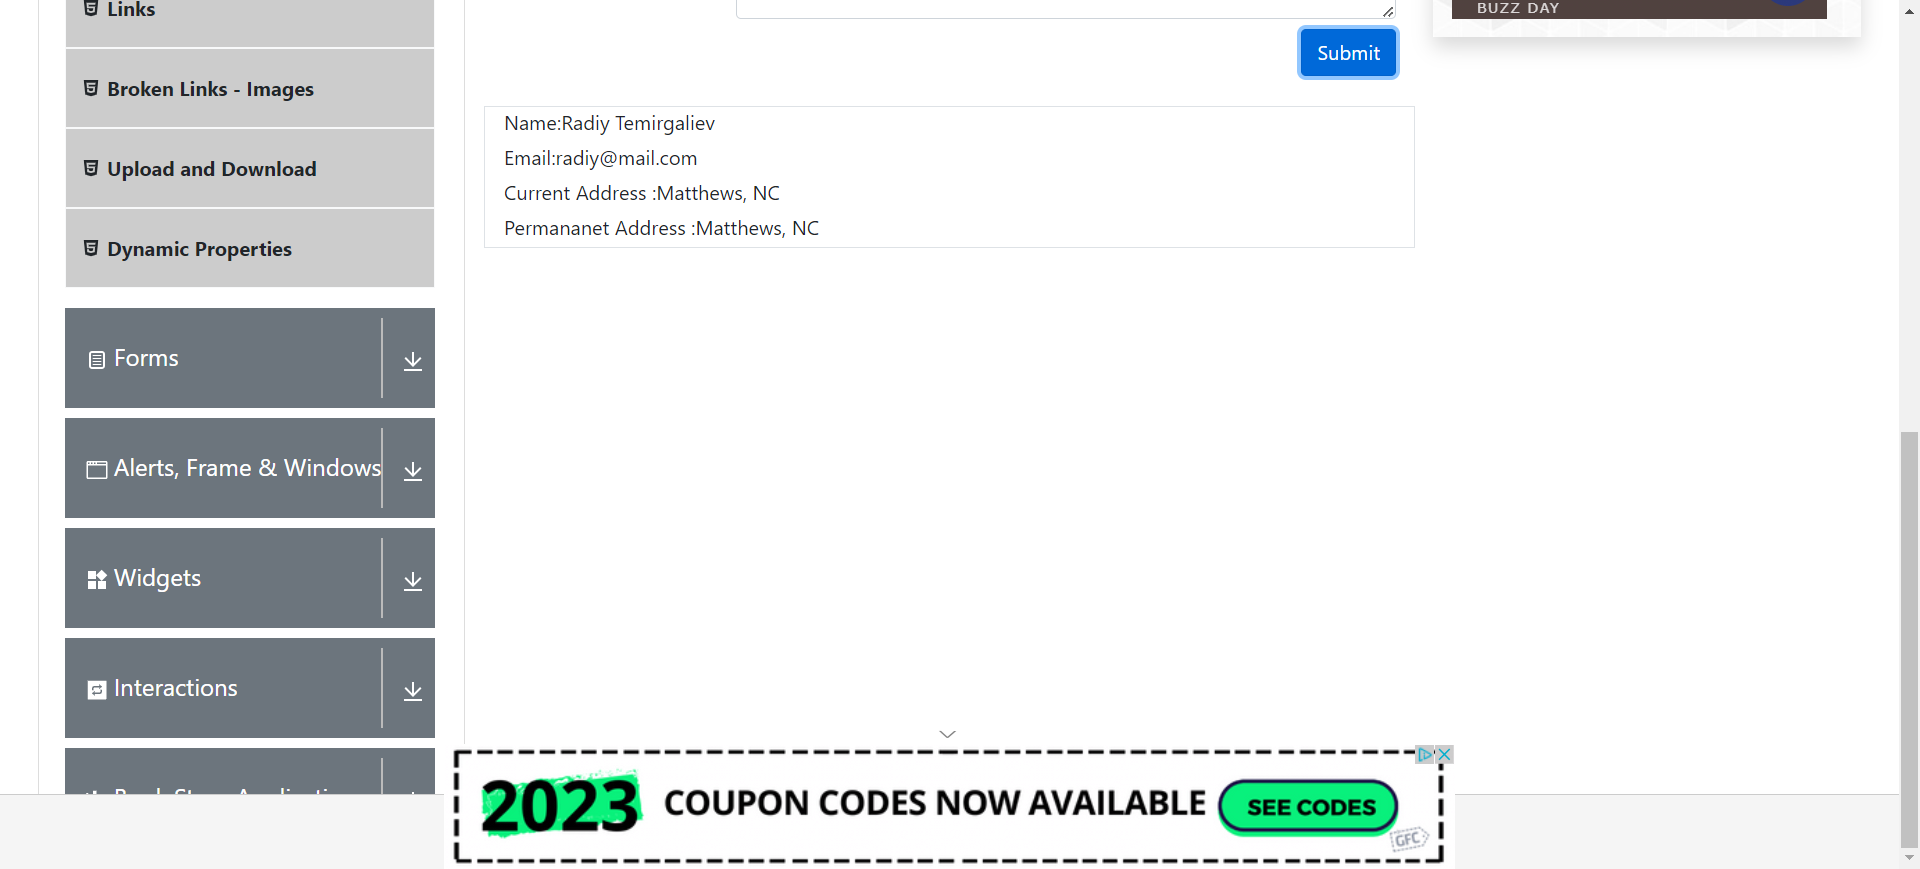 Links
Broken Links - Images
Upload and Download
Dynamic Properties
Forms
Alerts, Frame & Windows
Widgets
Interactions
BUZZ DAY
Submit
Name:Radiy Temirgaliev
Email:radiy@mail.com
Current Address :Matthews, NC
Permananet Address :Matthews, NC
2023 COUPON CODES NOW AVAILABLE SEE CODES
GFC